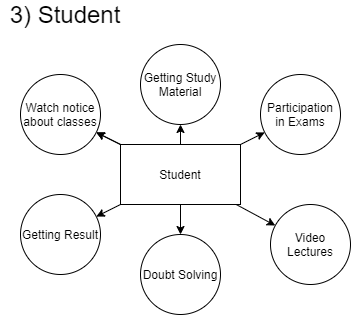 3) Student
Getting Study
Material
Watch notice
about classes
Participation
in Exams
Student
Getting Result
Video
Lectures
Doubt Solving